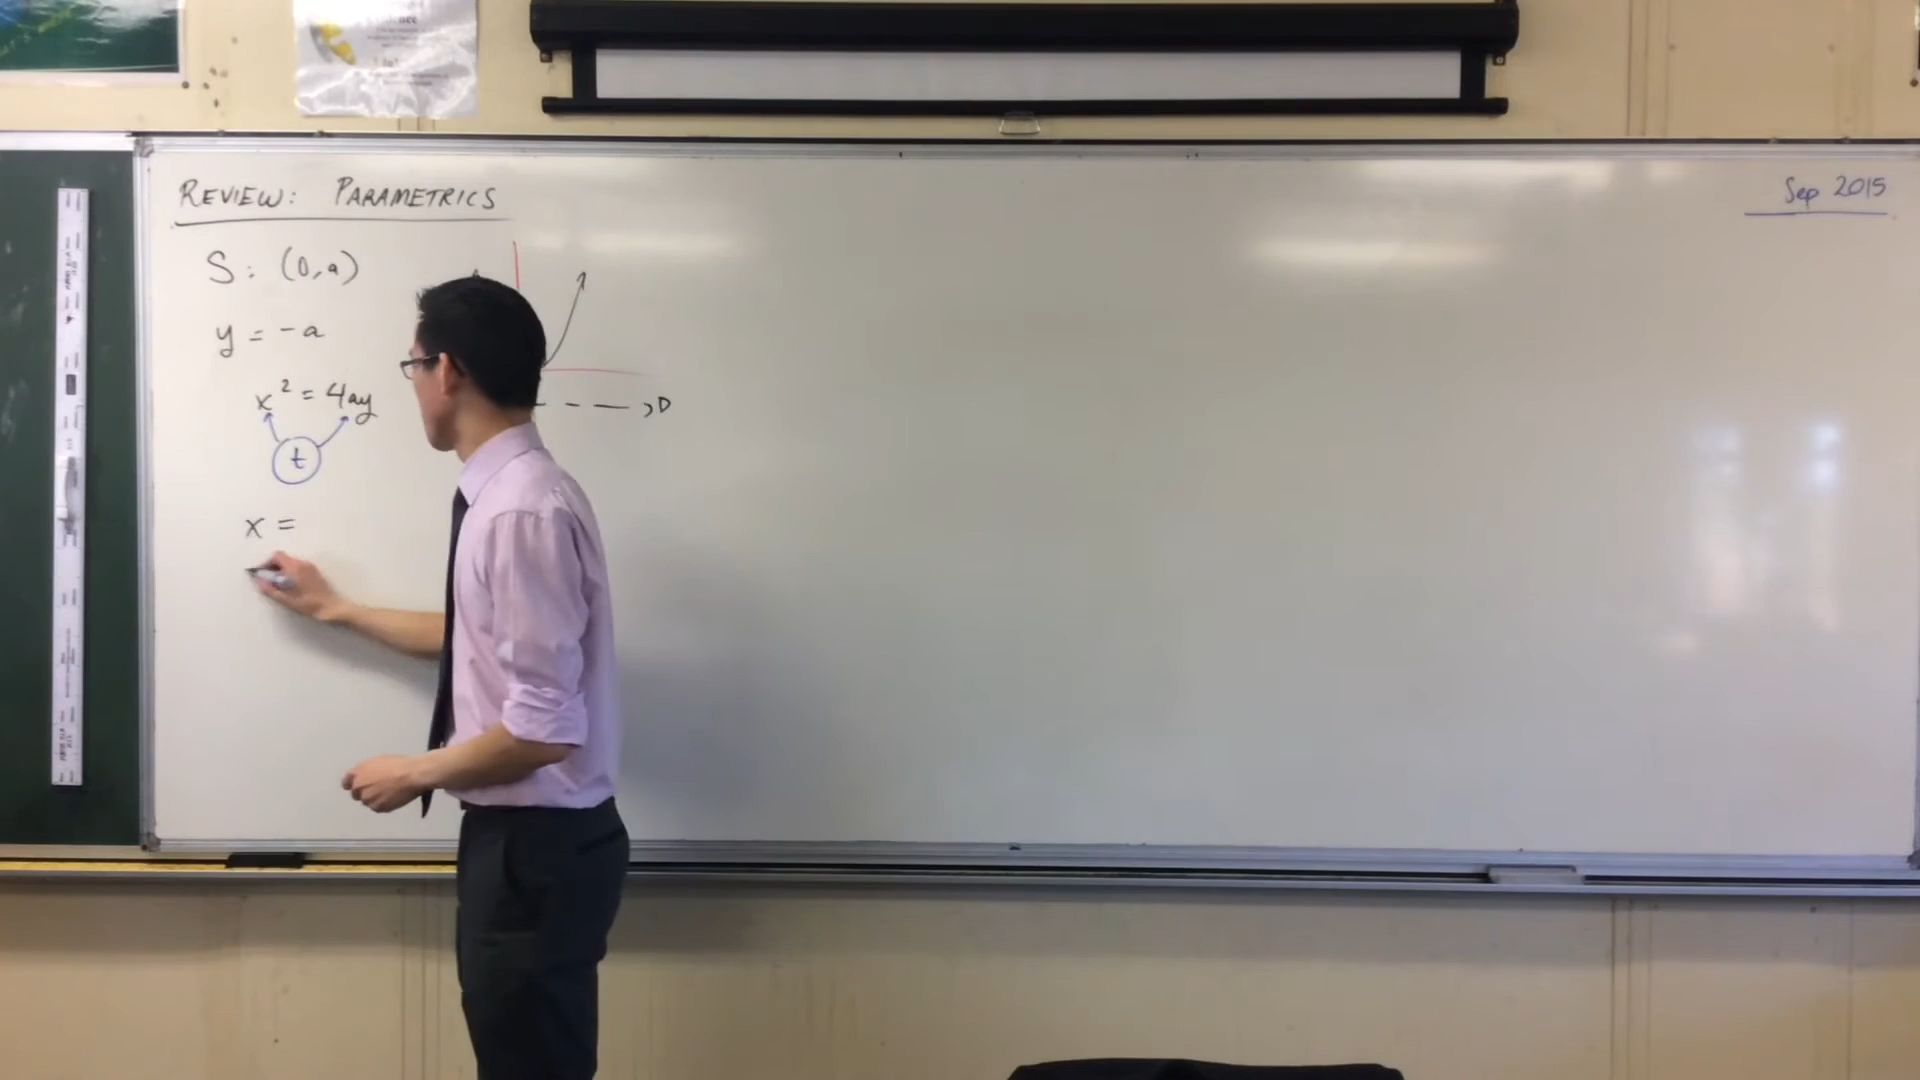 REVIEW: PARAMETRICS
Sep 2015
S: (0,a)
y = -a
x² = 4ay
t
x =
D